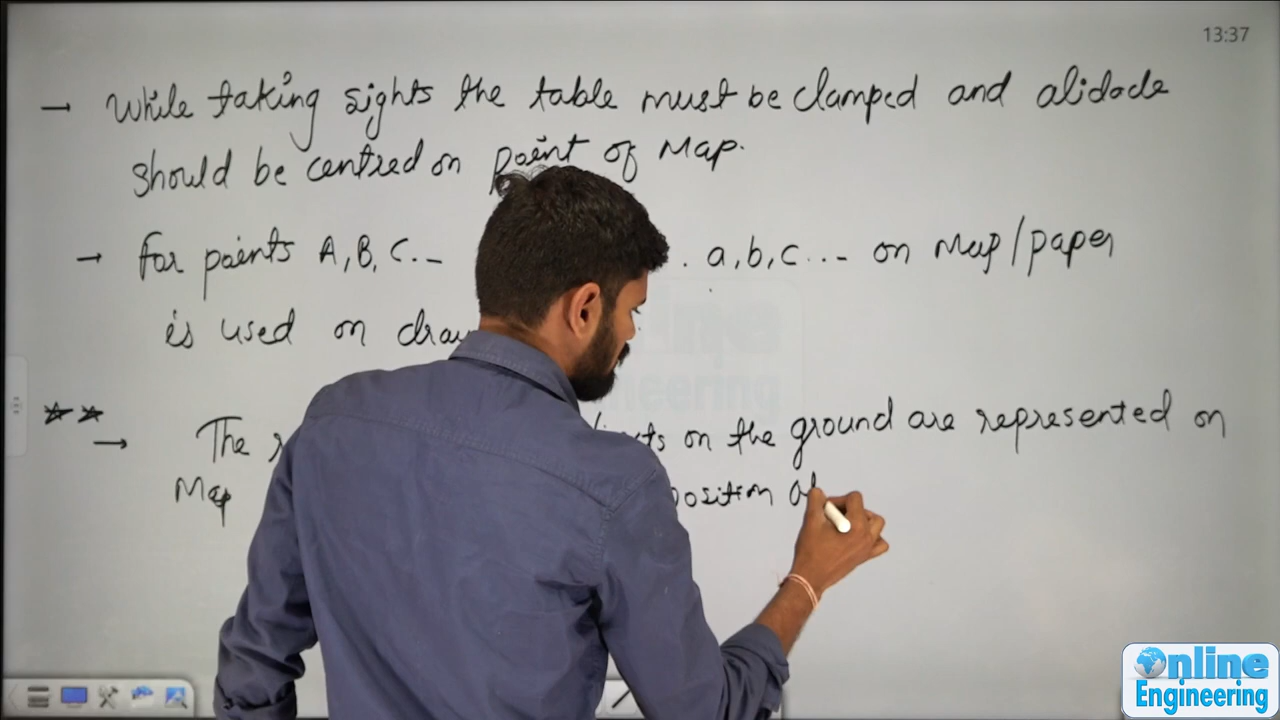 13:37
→ While taking sights the table must be clamped and alidade
should be centred on point of Map.
→ for points A, B, C .. . a, b, c ... on Map/paper
is used on
→ The on the ground are represented on
Map position
Online
Engineering